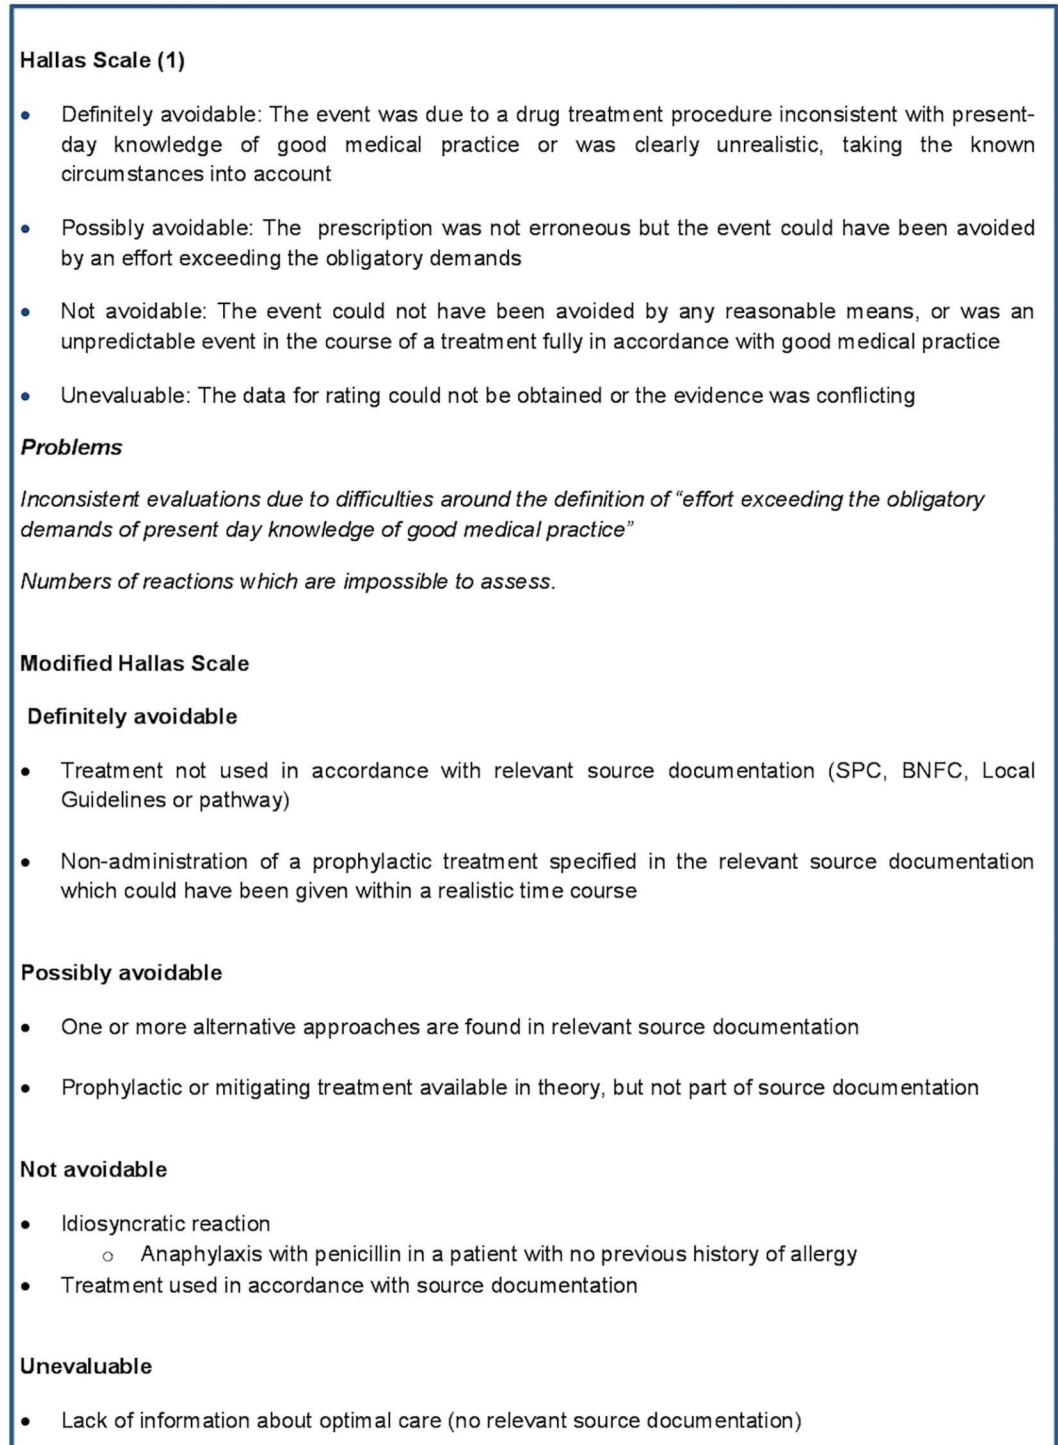 Hallas Scale (1)
• Definitely avoidable: The event was due to a drug treatment procedure inconsistent with present-
day knowledge of good medical practice or was clearly unrealistic, taking the known
circumstances into account
• Possibly avoidable: The prescription was not erroneous but the event could have been avoided
by an effort exceeding the obligatory demands
• Not avoidable: The event could not have been avoided by any reasonable means, or was an
unpredictable event in the course of a treatment fully in accordance with good medical practice
• Unevaluable: The data for rating could not be obtained or the evidence was conflicting
Problems
Inconsistent evaluations due to difficulties around the definition of “effort exceeding the obligatory
demands of present day knowledge of good medical practice”
Numbers of reactions which are impossible to assess.
Modified Hallas Scale
Definitely avoidable
• Treatment not used in accordance with relevant source documentation (SPC, BNFC, Local
Guidelines or pathway)
• Non-administration of a prophylactic treatment specified in the relevant source documentation
which could have been given within a realistic time course
Possibly avoidable
• One or more alternative approaches are found in relevant source documentation
• Prophylactic or mitigating treatment available in theory, but not part of source documentation
Not avoidable
• Idiosyncratic reaction
○ Anaphylaxis with penicillin in a patient with no previous history of allergy
• Treatment used in accordance with source documentation
Unevaluable
• Lack of information about optimal care (no relevant source documentation)